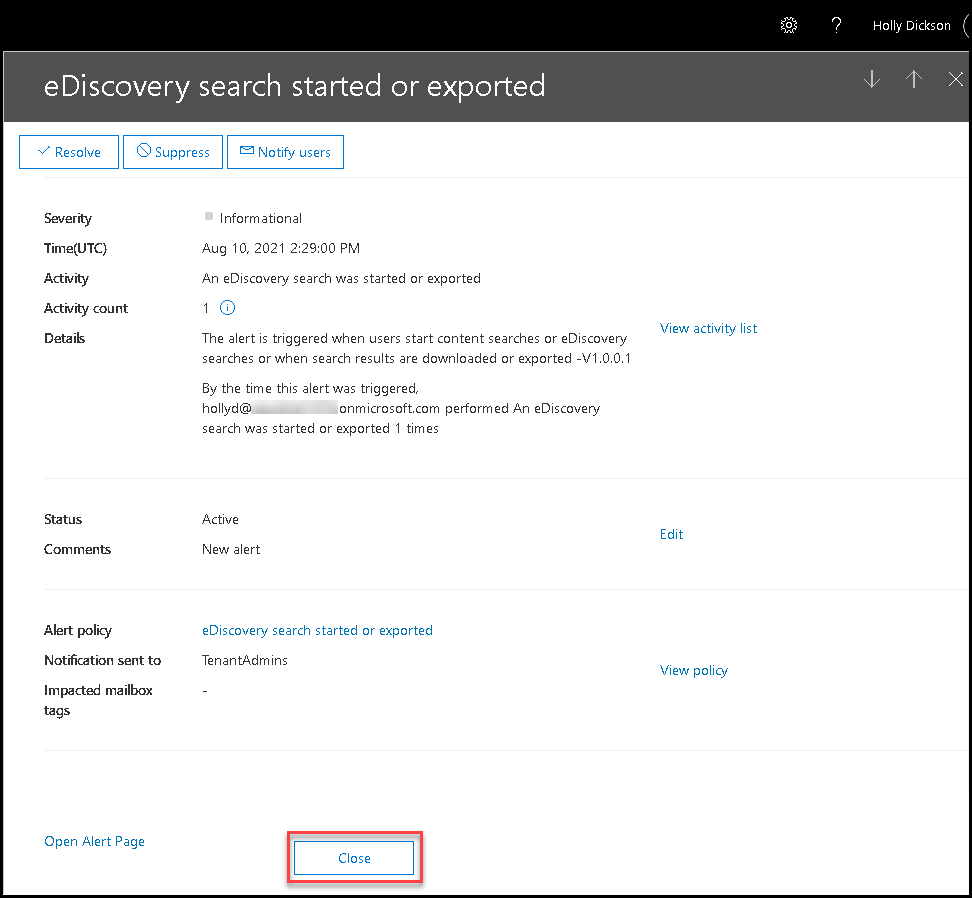 Holly Dickson
eDiscovery search started or exported
Resolve
Suppress
Notify users
Severity
Informational
Time(UTC)
Aug 10, 2021 2:29:00 PM
Activity
An eDiscovery search was started or exported
Activity count
1
Details
The alert is triggered when users start content searches or eDiscovery
searches or when search results are downloaded or exported -V1.0.0.1
View activity list
By the time this alert was triggered,
hollyd@ onmicrosoft.com performed An eDiscovery
search was started or exported 1 times
Status
Active
Edit
Comments
New alert
Alert policy
eDiscovery search started or exported
Notification sent to
TenantAdmins
View policy
Impacted mailbox
tags
-
Open Alert Page
Close